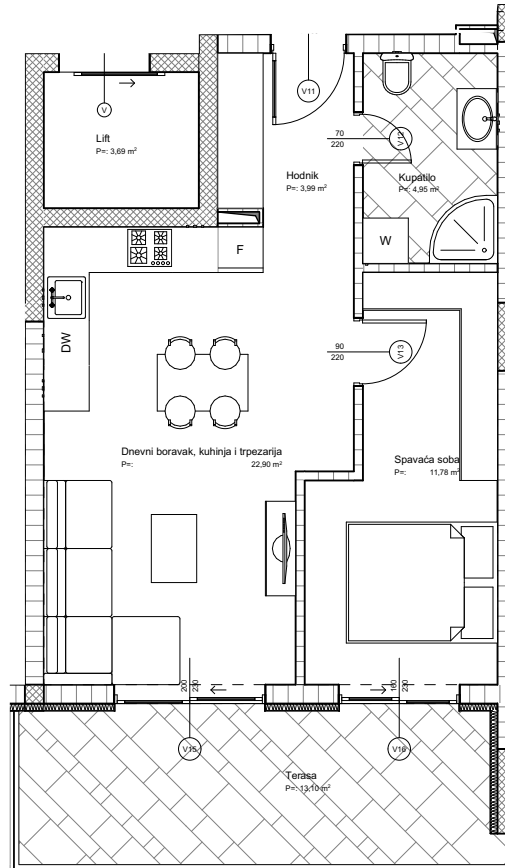 V
Lift
P=: 3,69 m²
V11
Hodnik
P=: 3,99 m²
70
220
V12
Kupatilo
P=: 4,95 m²
W
F
DW
90
220
V13
Dnevni boravak, kuhinja i trpezarija
P=: 22,90 m²
Spavaća soba
P=: 11,78 m²
200
230
160
230
V15
V16
Terasa
P=: 13,10 m²